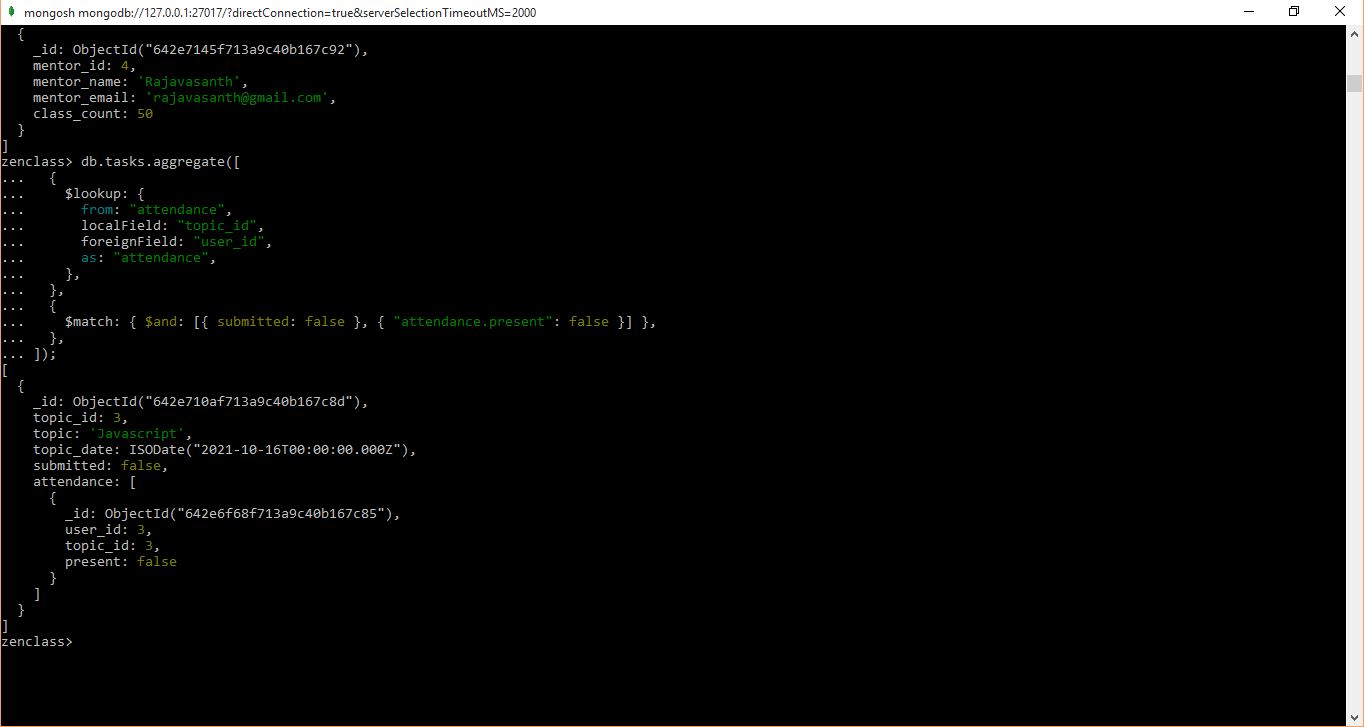 mongosh mongodb://127.0.0.1:27017/?directConnection=true&serverSelectionTimeoutMS=2000
  {
    _id: ObjectId("642e7145f713a9c40b167c92"),
    mentor_id: 4,
    mentor_name: 'Rajavasanth',
    mentor_email: 'rajavasanth@gmail.com',
    class_count: 50
  }
]
zenclass> db.tasks.aggregate([
...   {
...     $lookup: {
...       from: "attendance",
...       localField: "topic_id",
...       foreignField: "user_id",
...       as: "attendance",
...     },
...   },
...   {
...     $match: { $and: [{ submitted: false }, { "attendance.present": false }] },
...   },
... ]);
[
  {
    _id: ObjectId("642e710af713a9c40b167c8d"),
    topic_id: 3,
    topic: 'Javascript',
    topic_date: ISODate("2021-10-16T00:00:00.000Z"),
    submitted: false,
    attendance: [
      {
        _id: ObjectId("642e6f68f713a9c40b167c85"),
        user_id: 3,
        topic_id: 3,
        present: false
      }
    ]
  }
]
zenclass>